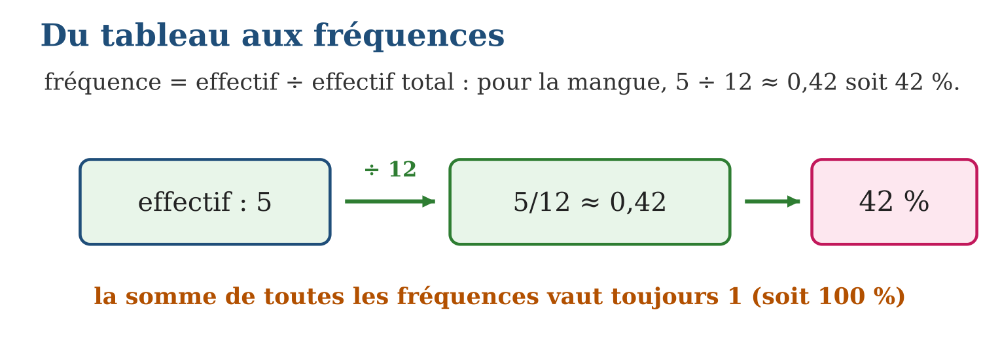 Du tableau aux fréquences
fréquence = effectif ÷ effectif total : pour la mangue, 5 ÷ 12 ≈ 0,42 soit 42 %.
÷ 12
effectif : 5
5/12 ≈ 0,42
42 %
la somme de toutes les fréquences vaut toujours 1 (soit 100 %)